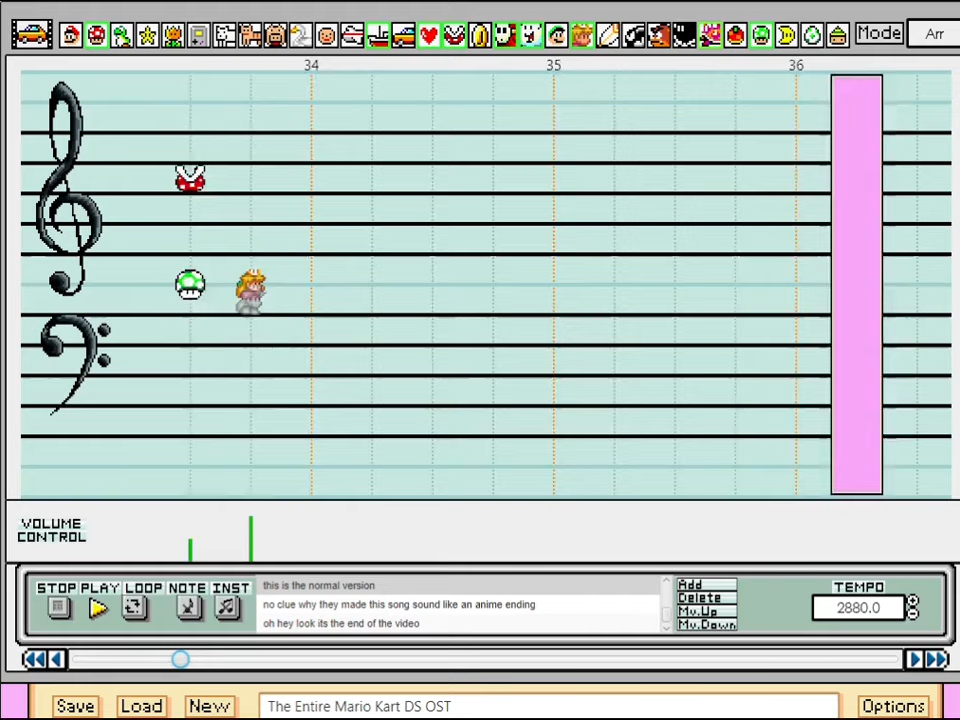 Mode Arr
34 35 36
VOLUME
CONTROL
STOP PLAY LOOP NOTE INST
this is the normal version
no clue why they made this song sound like an anime ending
oh hey look its the end of the video
Add
Delete
Mv.Up
Mv.Down
TEMPO
2880.0
Save Load New The Entire Mario Kart DS OST Options